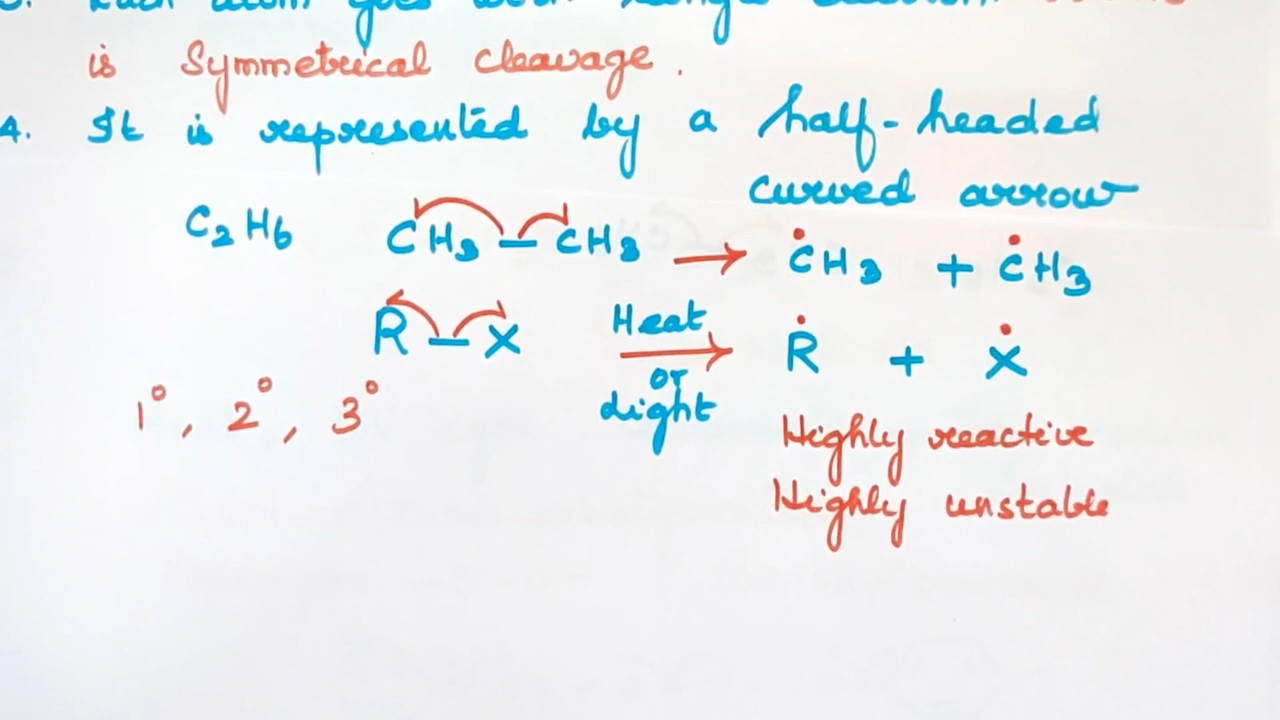 is Symmetrical cleavage.
4. It is represented by a half-headed
curved arrow
C₂H₆ CH₃ – CH₃ → ĊH₃ + ĊH₃
R – X Heat or Light → Ṙ + Ẋ
1°, 2°, 3°
Highly reactive
Highly unstable